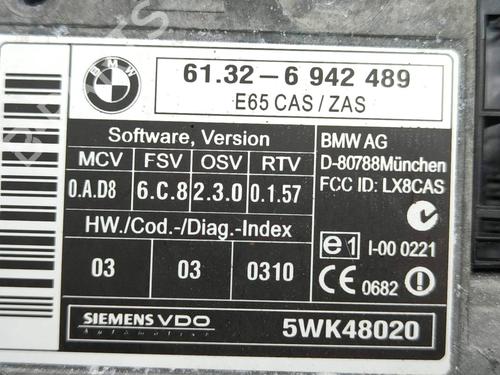 BMW
61.32-6 942 489
E65 CAS / ZAS
Software, Version
MCV FSV OSV RTV
0.A.D8 6.C.8 2.3.0 0.1.57
HW./Cod.-/Diag.-Index
03 03 0310
BMW AG
D-80788München
FCC ID: LX8CAS
e1 I-00 0221
CE 0682 !
SIEMENS VDO
Automotive
5WK48020